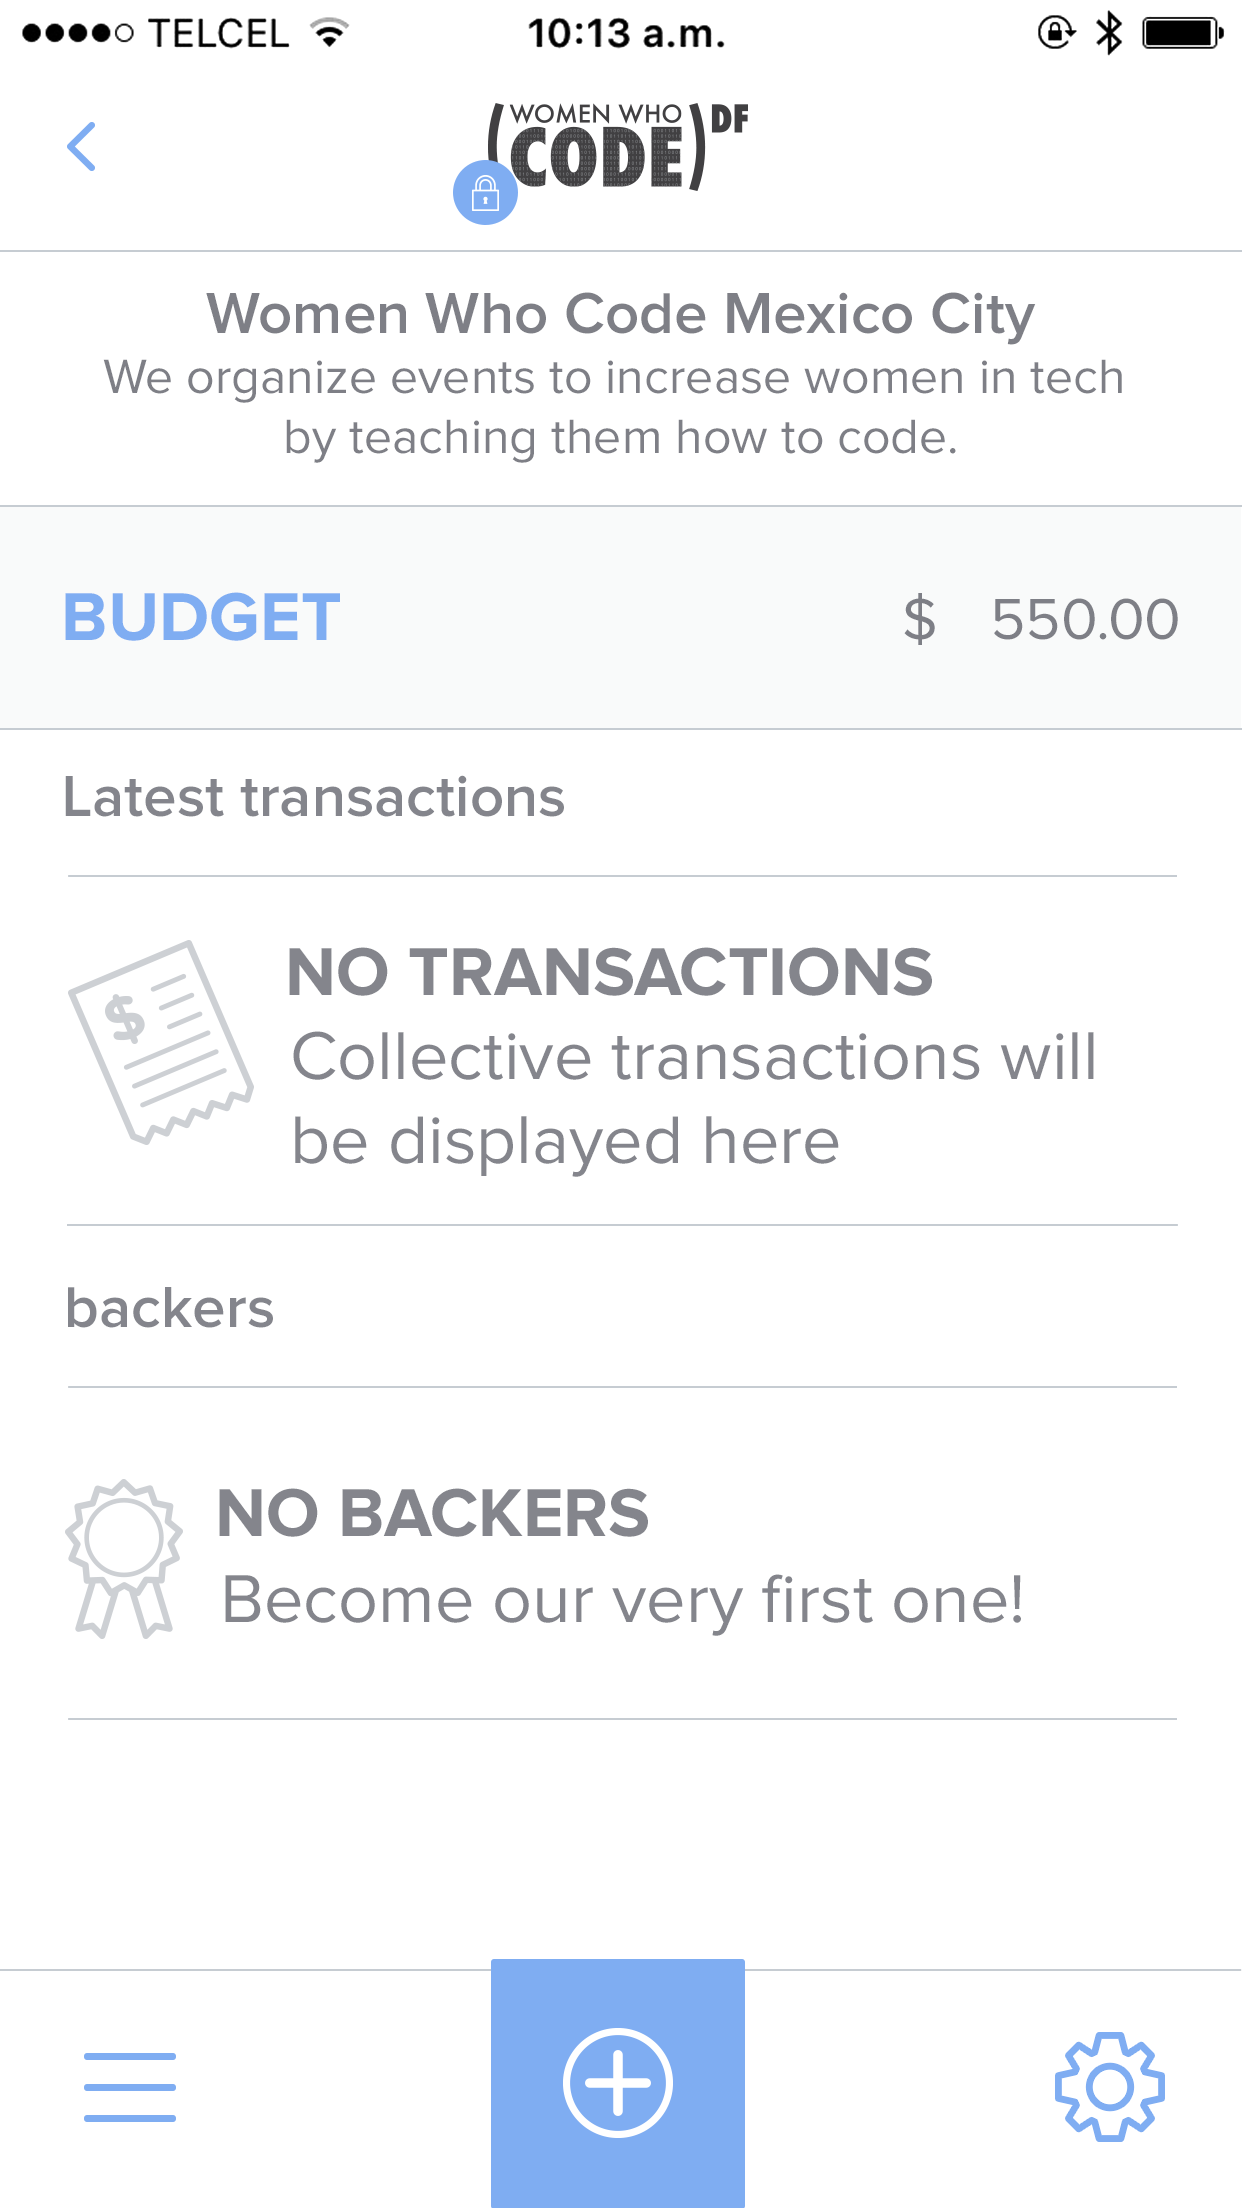 TELCEL 10:13 a.m.
WOMEN WHO
(CODE) DF
Women Who Code Mexico City
We organize events to increase women in tech
by teaching them how to code.
BUDGET $ 550.00
Latest transactions
$
NO TRANSACTIONS
Collective transactions will
be displayed here
backers
NO BACKERS
Become our very first one!